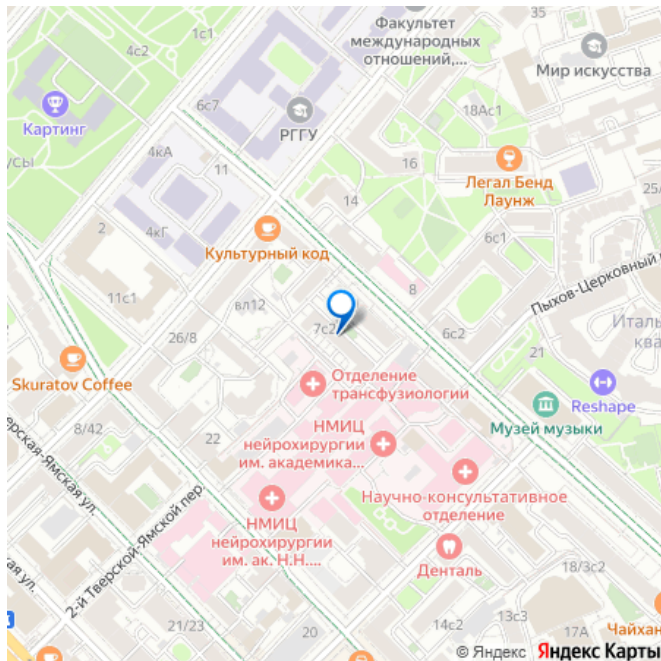 1с1
4с2
Факультет
международных
отношений,...
35
Мир искусства
Картинг
6с7
РГГУ
18Ас1
УСЫ
4кА
11
16
Легал Бенд
Лаунж
25/
14
2
4кГ
Культурный код
6с1
Пыхов-Церковный
11с1
вл12
8
7с2
26/8
6с2
Итал
ква
21
Skuratov Coffee
Отделение
трансфузиологии
Reshape
Музей музыки
8/42
22
НМИЦ
нейрохирургии
им. академика...
ерская-Ямская ул.
Научно-консультативное
отделение
НМИЦ
нейрохирургии
им. ак. Н.Н....
2-й Тверской-Ямской пер.
Денталь
18/3с2
ул.
21/23
20
14с2
13с3
17А
Чайхан
© Яндекс Яндекс Карты